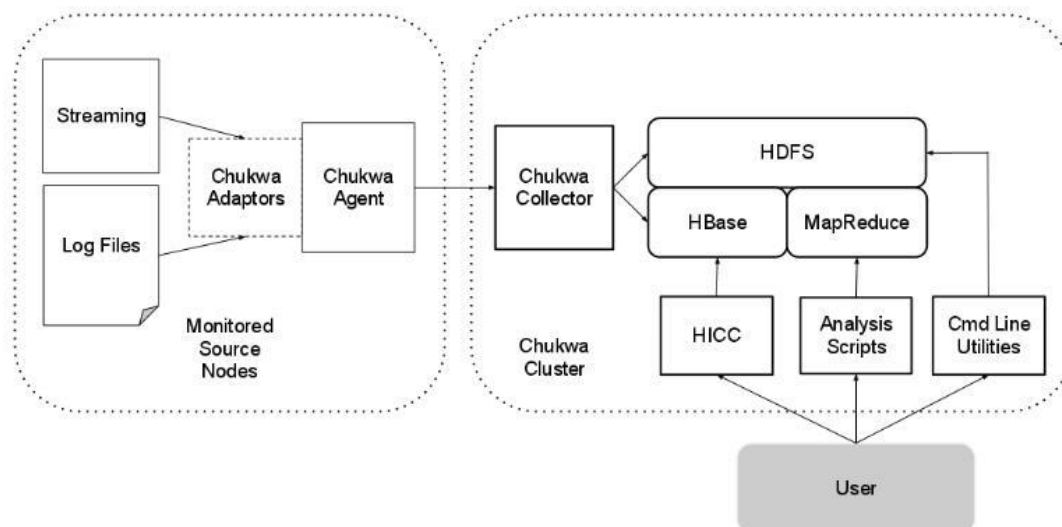 Streaming
Log Files
Chukwa
Adaptors
Chukwa
Agent
Monitored
Source
Nodes
Chukwa
Collector
HDFS
HBase
MapReduce
HICC
Analysis
Scripts
Cmd Line
Utilities
Chukwa
Cluster
User